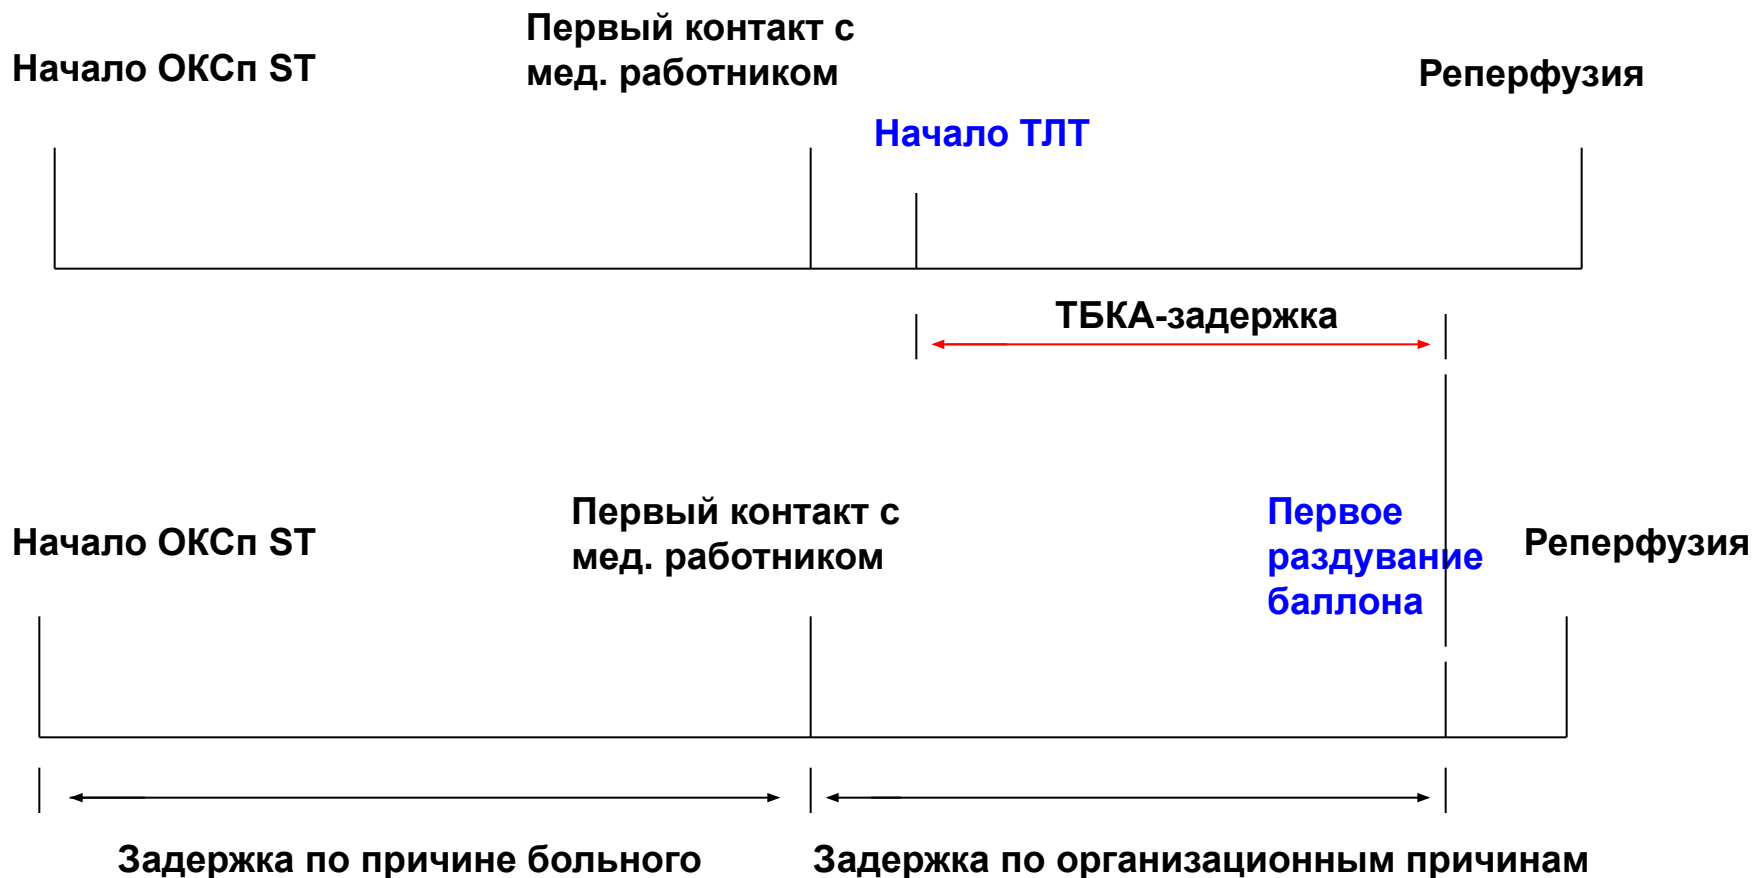 Начало ОКСп ST
Первый контакт с
мед. работником
Реперфузия
Начало ТЛТ
ТБКА-задержка
Начало ОКСп ST
Первый контакт с
мед. работником
Первое
раздувание
баллона
Реперфузия
Задержка по причине больного
Задержка по организационным причинам